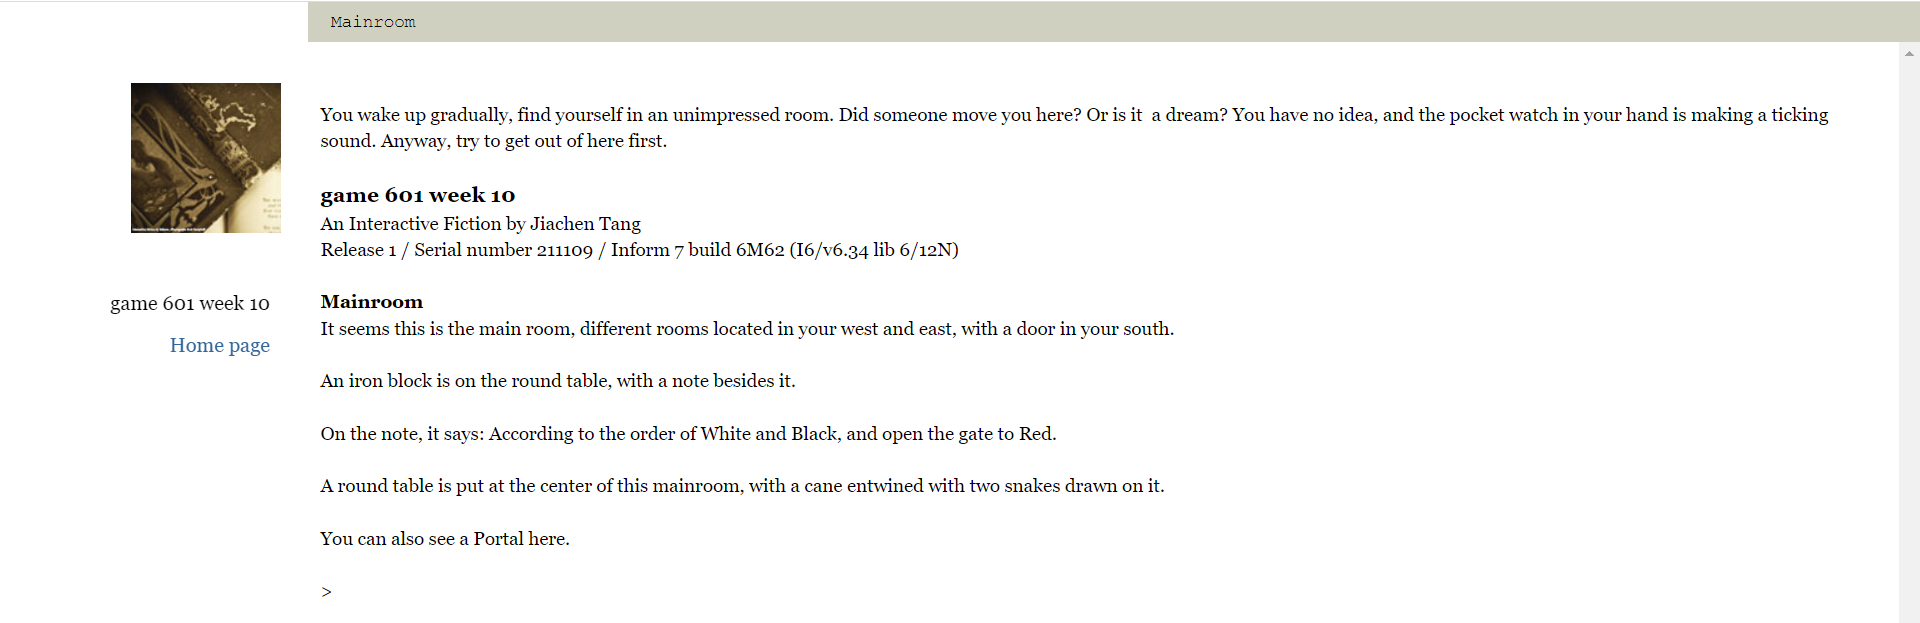 Mainroom
You wake up gradually, find yourself in an unimpressed room. Did someone move you here? Or is it  a dream? You have no idea, and the pocket watch in your hand is making a ticking
sound. Anyway, try to get out of here first.
game 601 week 10
An Interactive Fiction by Jiachen Tang
Release 1 / Serial number 211109 / Inform 7 build 6M62 (I6/v6.34 lib 6/12N)
game 601 week 10
Home page
Mainroom
It seems this is the main room, different rooms located in your west and east, with a door in your south.
An iron block is on the round table, with a note besides it.
On the note, it says: According to the order of White and Black, and open the gate to Red.
A round table is put at the center of this mainroom, with a cane entwined with two snakes drawn on it.
You can also see a Portal here.
>